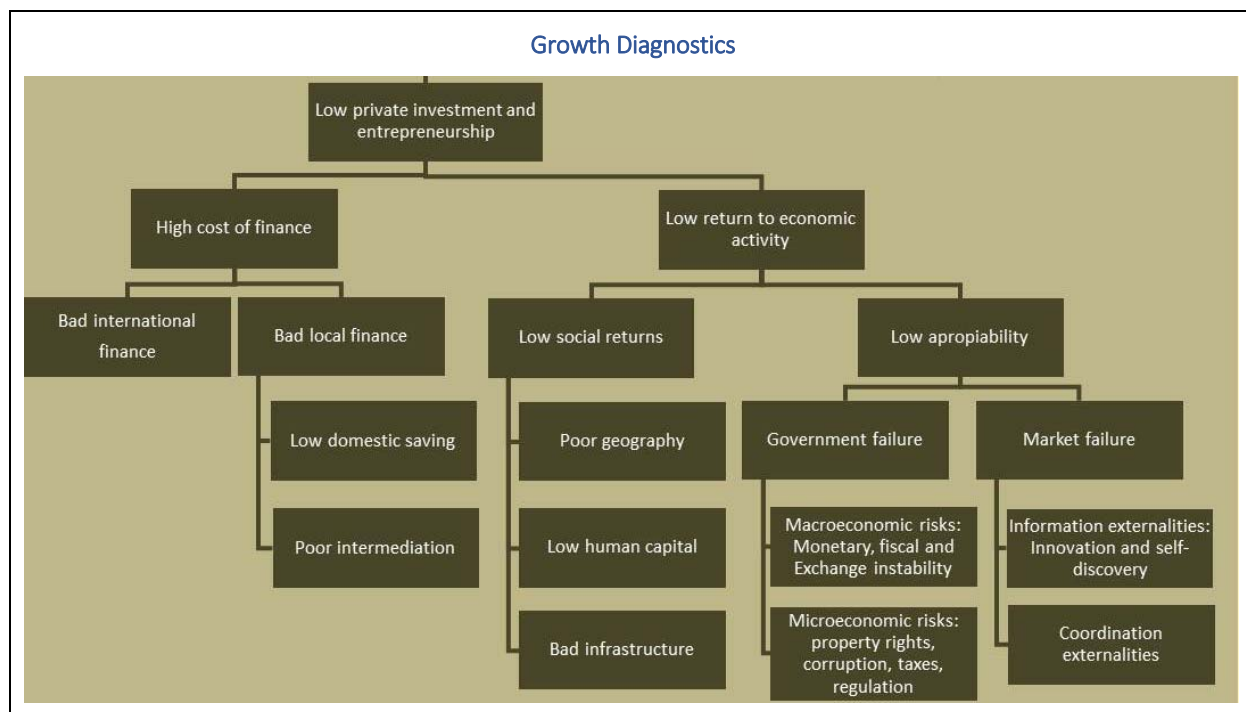 Growth Diagnostics
Low private investment and
entrepreneurship
High cost of finance
Low return to economic
activity
Bad international
finance
Bad local finance
Low social returns
Low apropiability
Low domestic saving
Poor geography
Government failure
Market failure
Poor intermediation
Low human capital
Macroeconomic risks:
Monetary, fiscal and
Exchange instability
Information externalities:
Innovation and self-
discovery
Bad infrastructure
Microeconomic risks:
property rights,
corruption, taxes,
regulation
Coordination
externalities